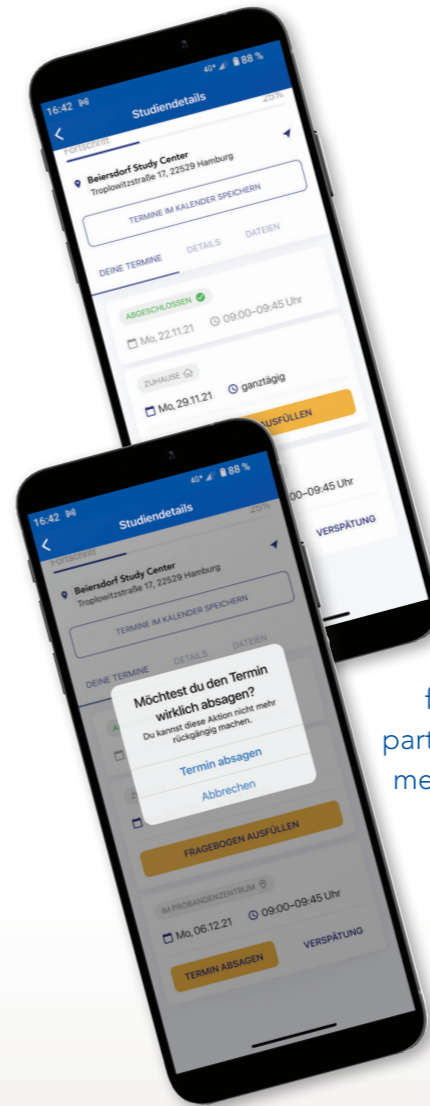 16:42
4G+ 88 %
Studiendetails
Fortschritt
25%
Beiersdorf Study Center
Troplowitzstraße 17, 22529 Hamburg
TERMINE IM KALENDER SPEICHERN
DEINE TERMINE
DETAILS
DATEIEN
ABGESCHLOSSEN
Mo, 22.11.21
09:00–09:45 Uhr
ZUHAUSE
Mo, 29.11.21
ganztägig
AUSFÜLLEN
00–09:45 Uhr
VERSPÄTUNG
16:42
4G+ 88 %
Studiendetails
Fortschritt
25%
Beiersdorf Study Center
Troplowitzstraße 17, 22529 Hamburg
TERMINE IM KALENDER SPEICHERN
DEINE TERMINE
DETAILS
DATEIEN
Möchtest du den Termin
wirklich absagen?
Du kannst diese Aktion nicht mehr
rückgängig machen.
Termin absagen
Abbrechen
FRAGEBOGEN AUSFÜLLEN
IM PROBANDENZENTRUM
Mo, 06.12.21
09:00–09:45 Uhr
TERMIN ABSAGEN
VERSPÄTUNG
f
part
me